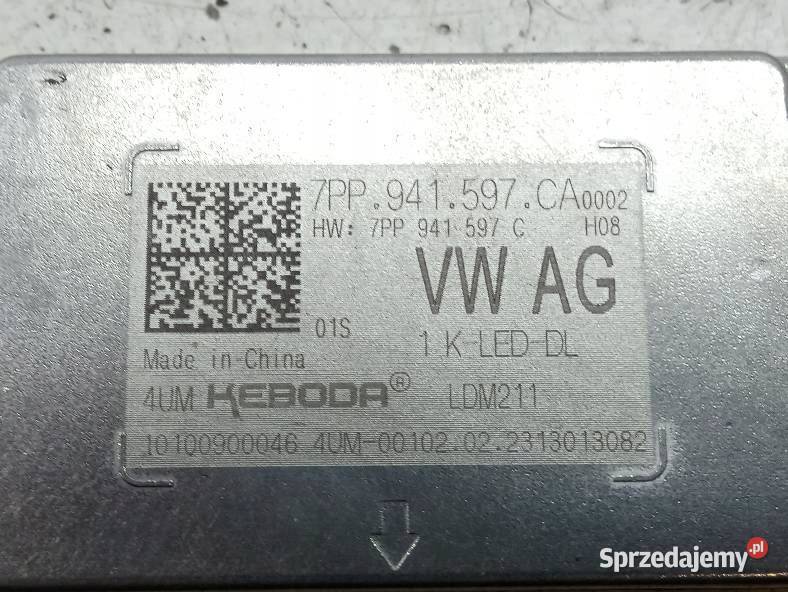 7PP.941.597.CA0002
HW: 7PP 941 597 C H08
VW AG
01S
1 K-LED-DL
Made in China
4UM KEBODA® LDM211
10100900046 4UM-00102.02.2313013082
Sprzedajemy.pl